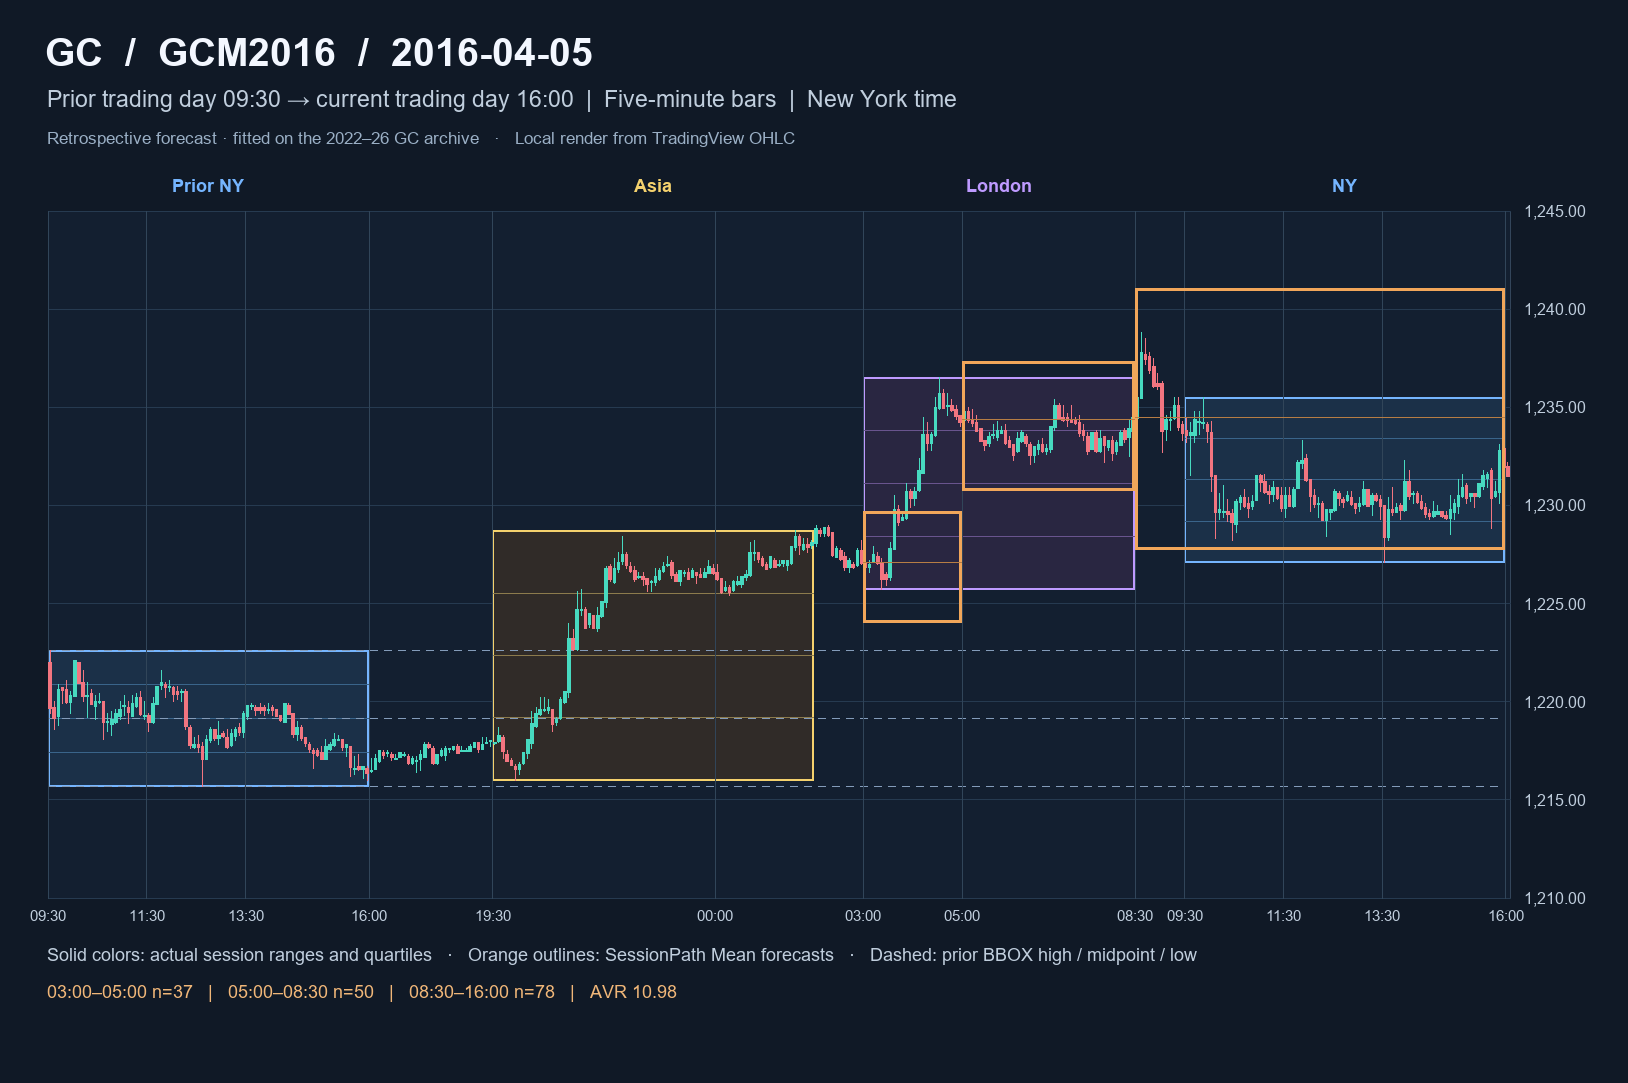 GC / GCM2016 / 2016-04-05
Prior trading day 09:30 → current trading day 16:00 | Five-minute bars | New York time
Retrospective forecast · fitted on the 2022–26 GC archive · Local render from TradingView OHLC
Prior NY Asia London NY
1,245.00
1,240.00
1,235.00
1,230.00
1,225.00
1,220.00
1,215.00
1,210.00
09:30 11:30 13:30 16:00 19:30 00:00 03:00 05:00 08:30 09:30 11:30 13:30 16:00
Solid colors: actual session ranges and quartiles · Orange outlines: SessionPath Mean forecasts · Dashed: prior BBOX high / midpoint / low
03:00–05:00 n=37 | 05:00–08:30 n=50 | 08:30–16:00 n=78 | AVR 10.98